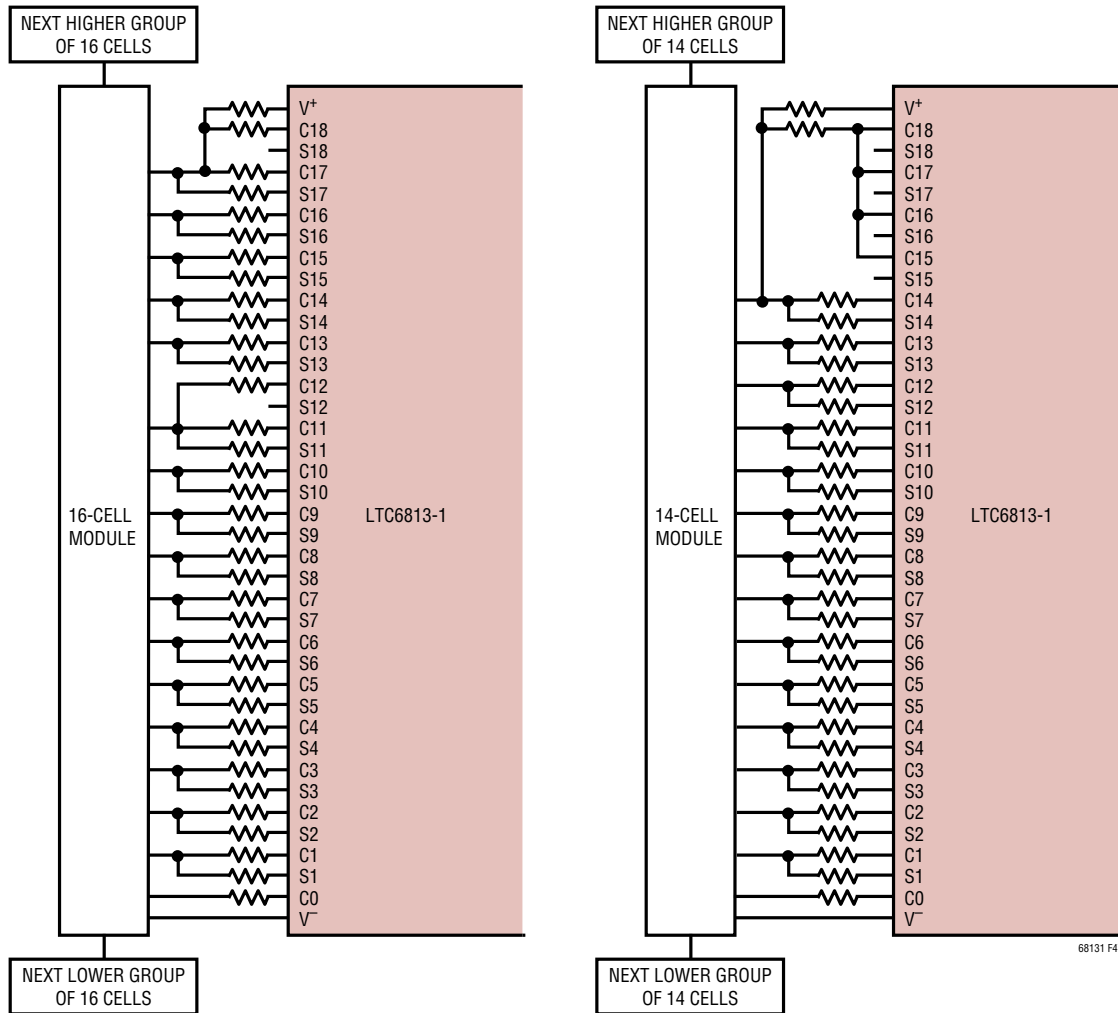 NEXT HIGHER GROUP
OF 16 CELLS
V+
C18
S18
C17
S17
C16
S16
C15
S15
C14
S14
C13
S13
C12
S12
C11
S11
C10
S10
C9
S9
C8
S8
C7
S7
C6
S6
C5
S5
C4
S4
C3
S3
C2
S2
C1
S1
C0
V−
16-CELL
MODULE
LTC6813-1
NEXT LOWER GROUP
OF 16 CELLS
NEXT HIGHER GROUP
OF 14 CELLS
V+
C18
S18
C17
S17
C16
S16
C15
S15
C14
S14
C13
S13
C12
S12
C11
S11
C10
S10
C9
S9
C8
S8
C7
S7
C6
S6
C5
S5
C4
S4
C3
S3
C2
S2
C1
S1
C0
V−
14-CELL
MODULE
LTC6813-1
NEXT LOWER GROUP
OF 14 CELLS